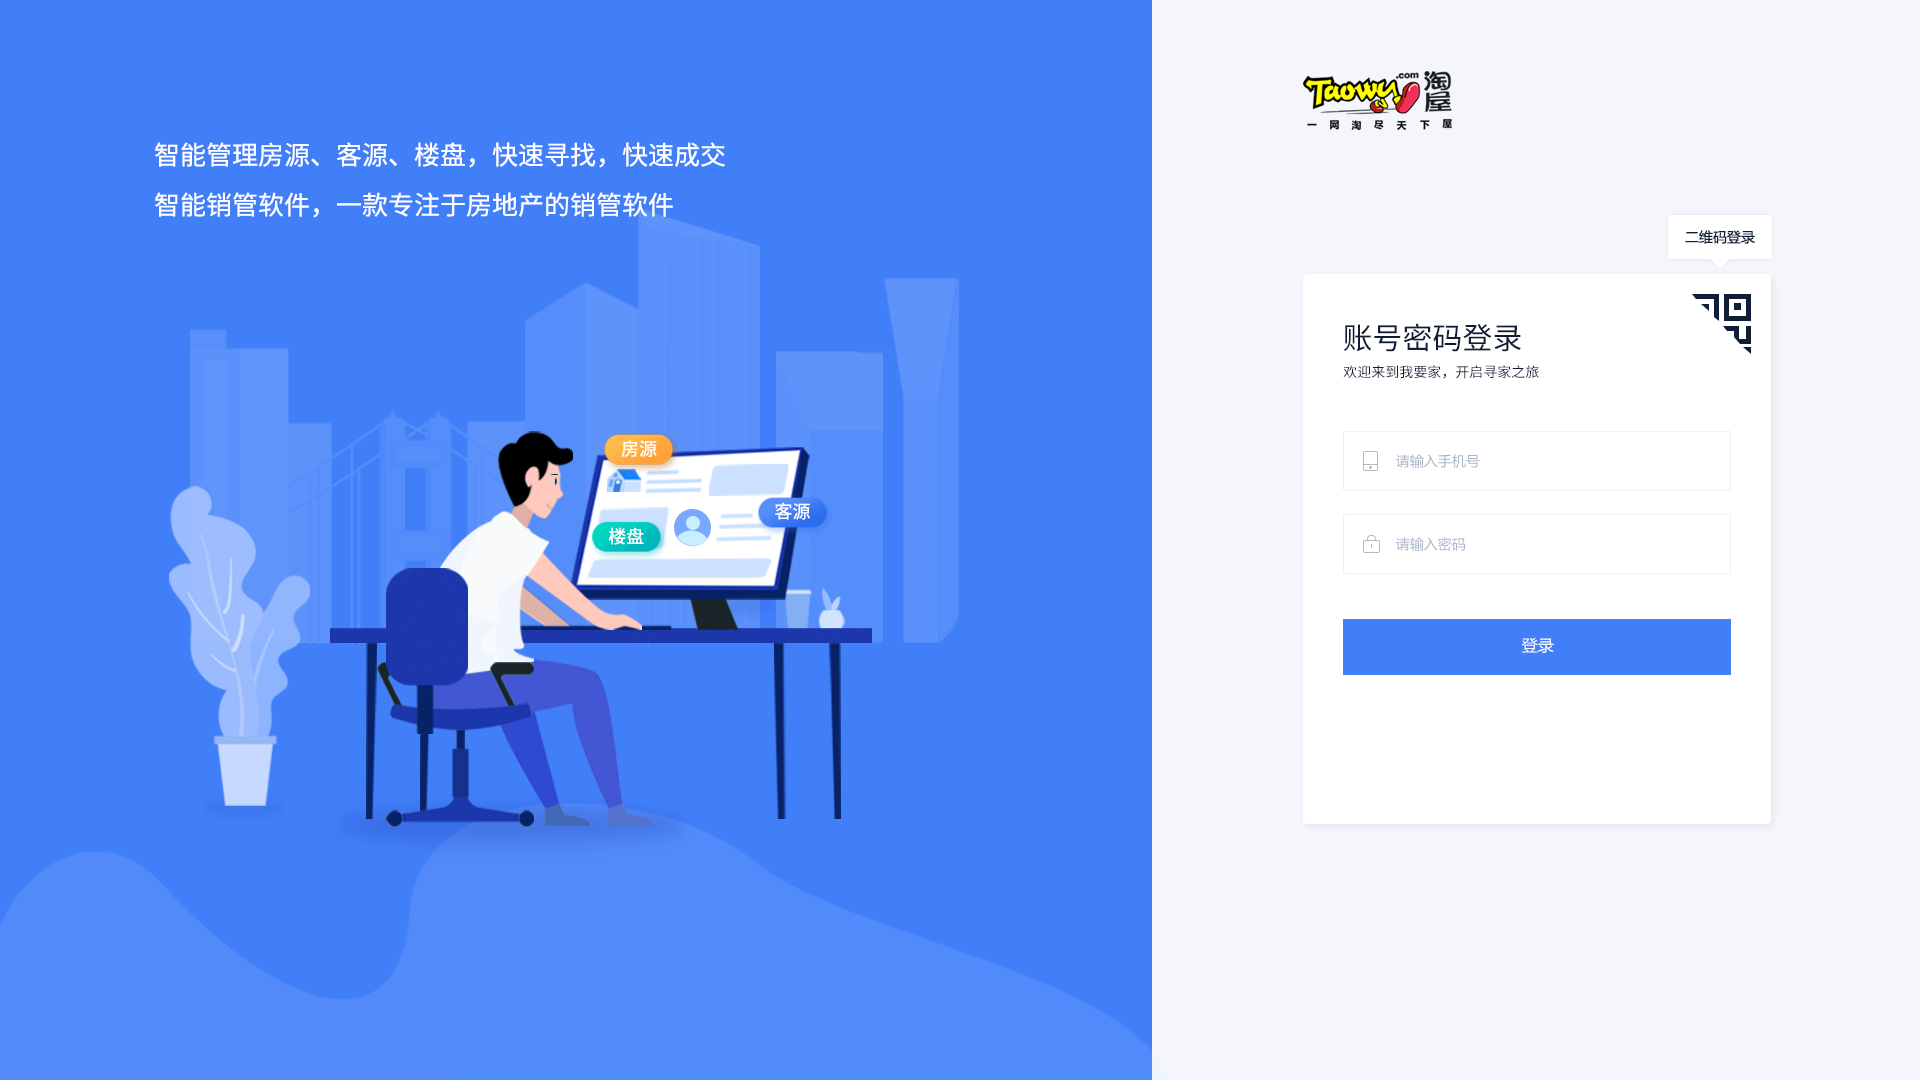 智能管理房源、客源、楼盘，快速寻找，快速成交
智能销管软件，一款专注于房地产的销管软件
房源
客源
楼盘
Taowu.com 淘屋
一网淘尽天下屋
二维码登录
账号密码登录
欢迎来到我要家，开启寻家之旅
请输入手机号
请输入密码
登录